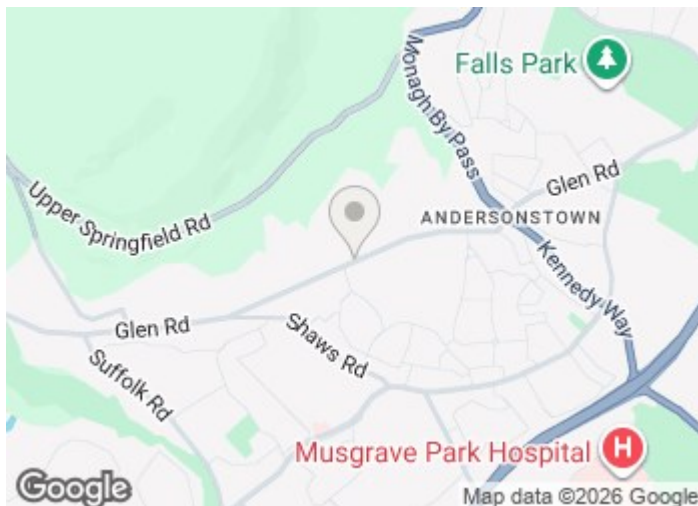 Monagh By Pass
Falls Park
Glen Rd
Upper Springfield Rd
ANDERSONSTOWN
Kennedy Way
Glen Rd
Shaws Rd
Suffolk Rd
Musgrave Park Hospital
H
Google
Map data ©2026 Google